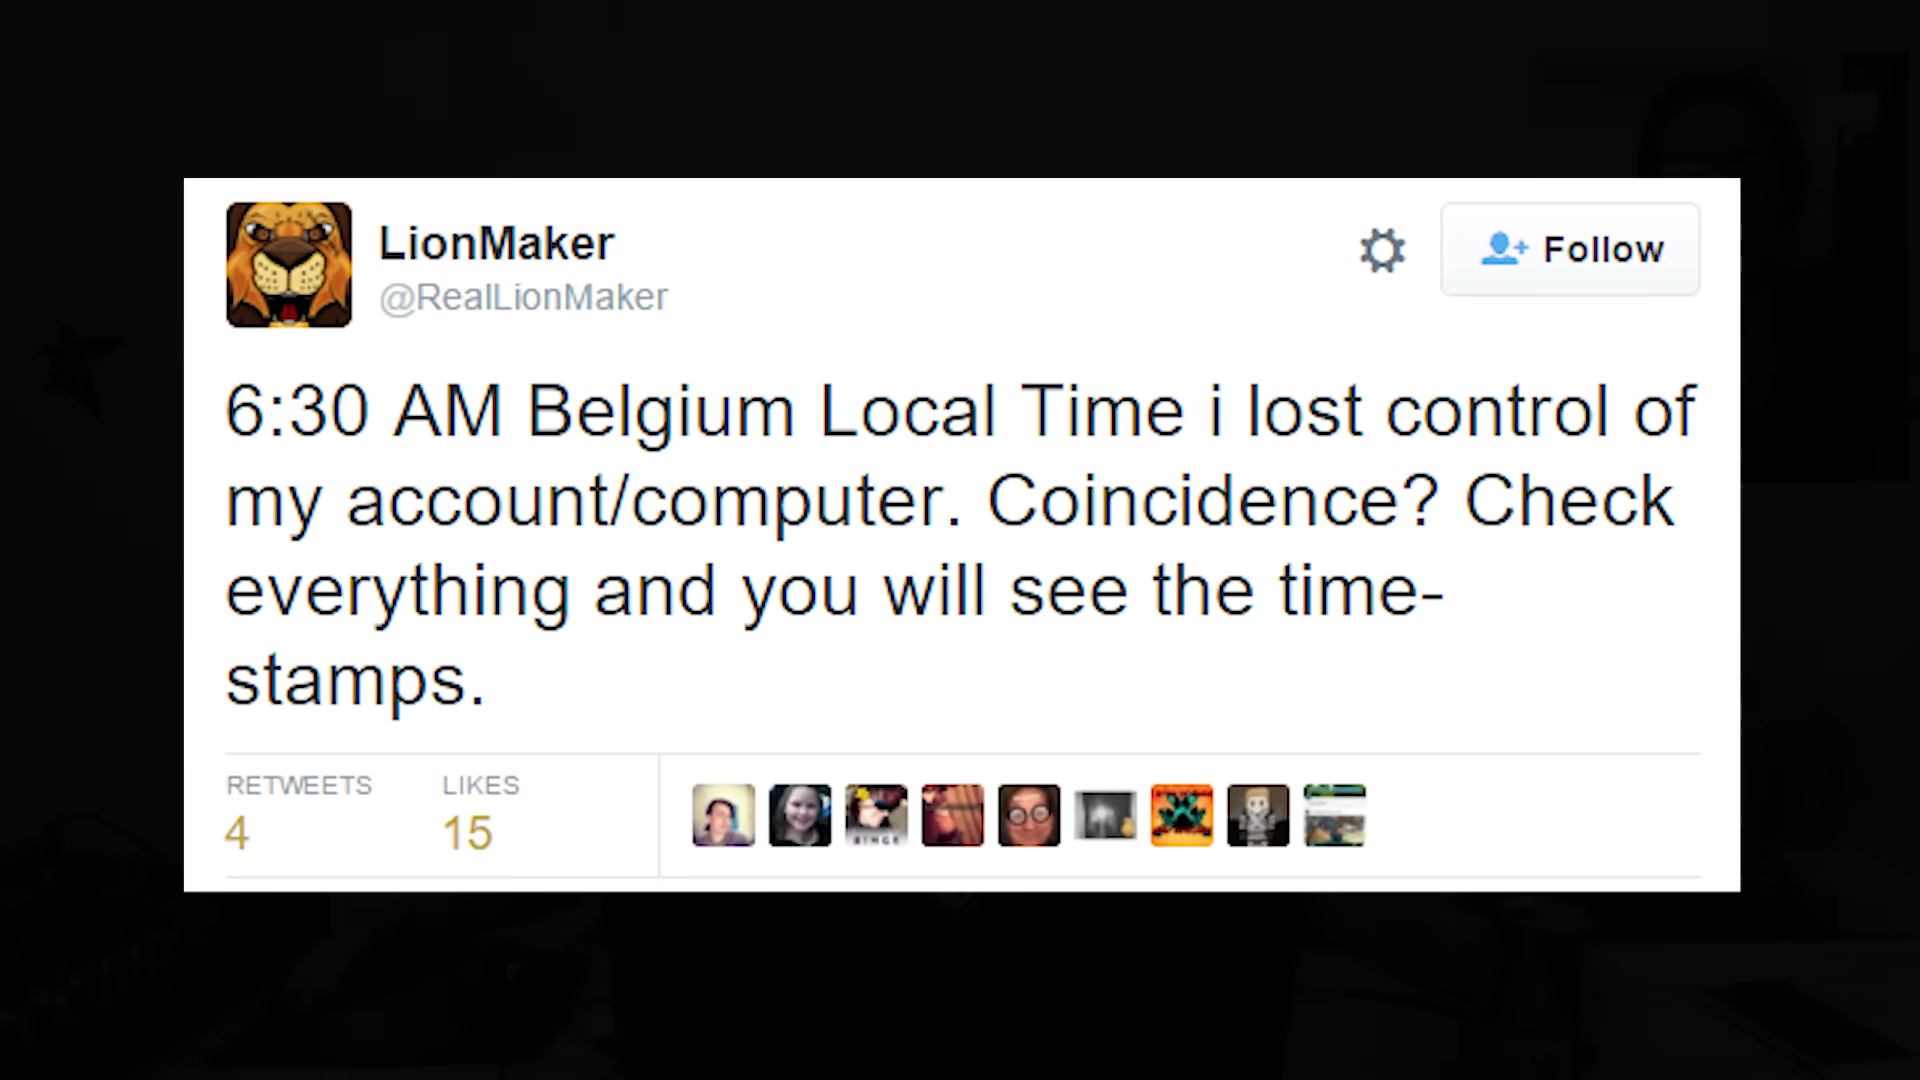 LionMaker
@RealLionMaker
Follow
6:30 AM Belgium Local Time i lost control of
my account/computer. Coincidence? Check
everything and you will see the time-
stamps.
RETWEETS LIKES
4 15
BINGE